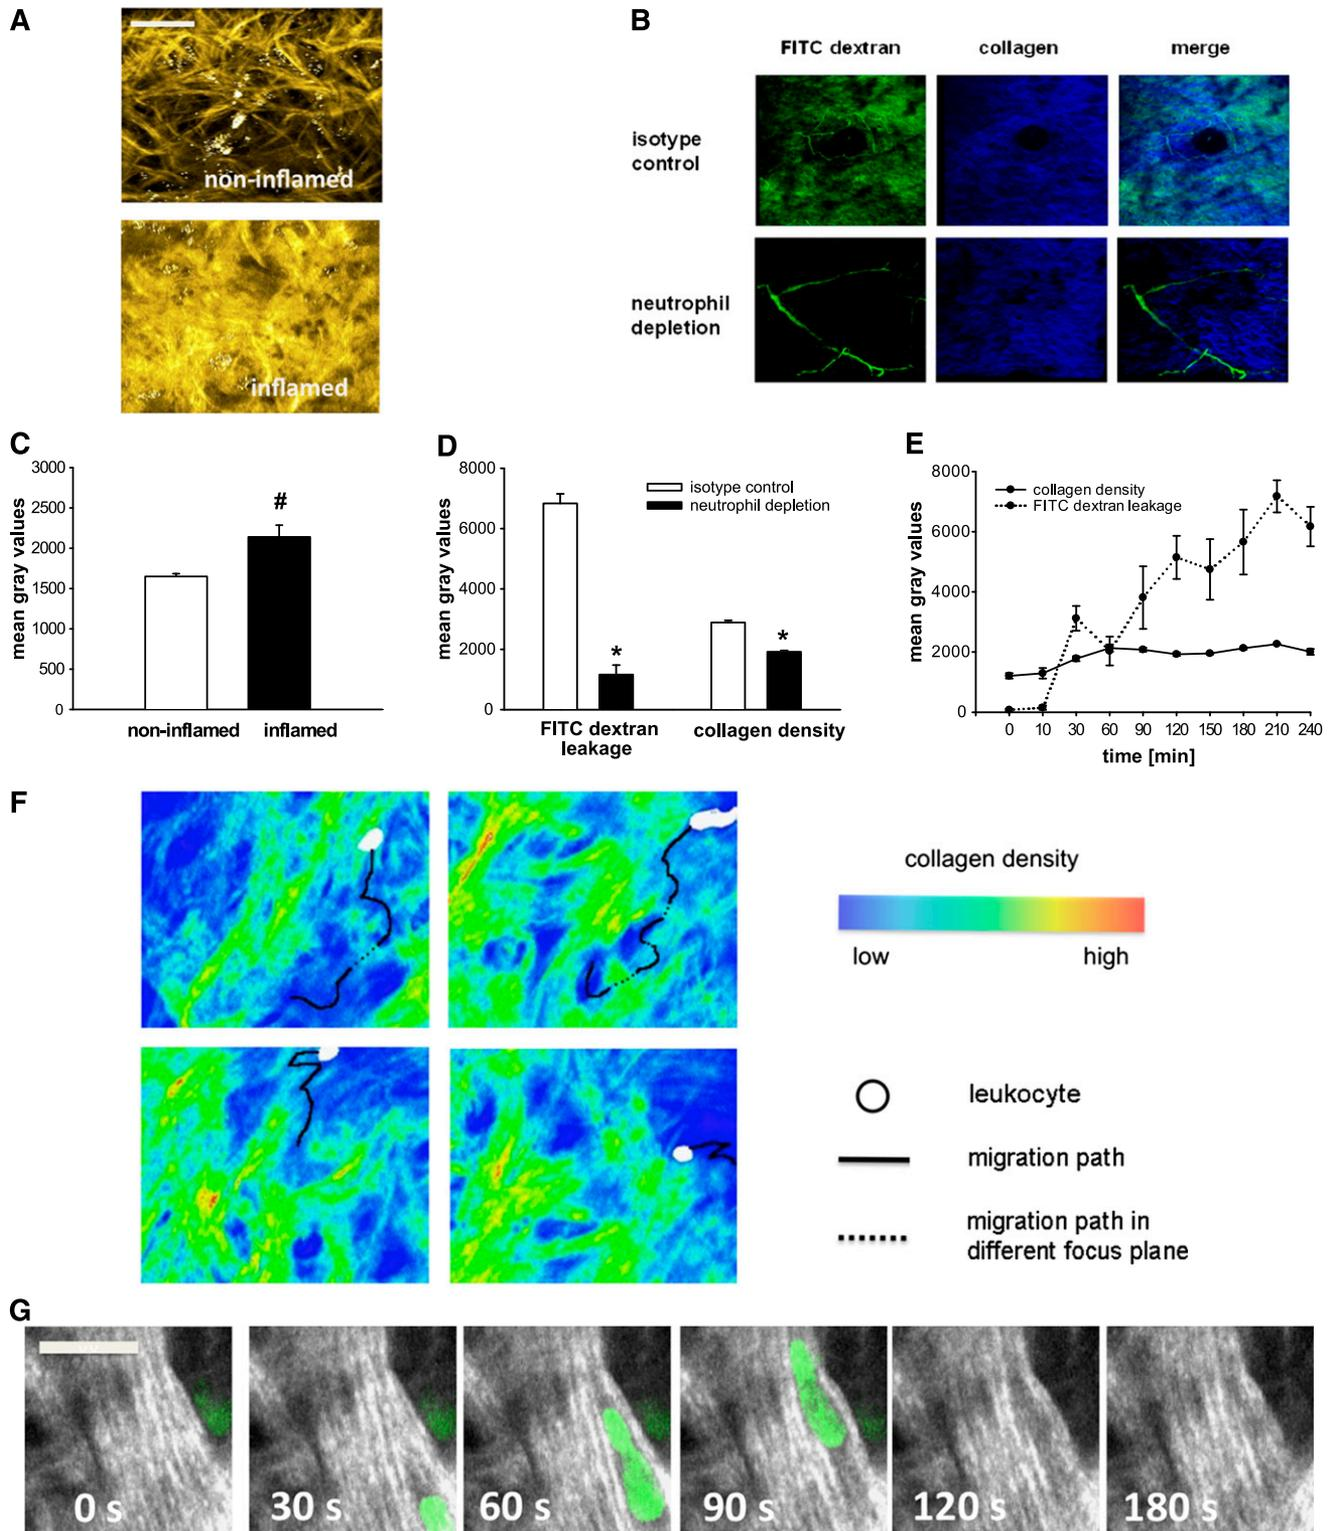 A
non-inflamed
inflamed
B
FITC dextran
collagen
merge
isotype
control
neutrophil
depletion
C
mean gray values
3000
2500
2000
1500
1000
500
0
#
non-inflamed
inflamed
D
mean gray values
8000
6000
4000
2000
0
isotype control
neutrophil depletion
*
*
FITC dextran
leakage
collagen density
E
mean gray values
8000
6000
4000
2000
0
collagen density
FITC dextran leakage
0 10 30 60 90 120 150 180 210 240
time [min]
F
collagen density
low
high
leukocyte
migration path
migration path in
different focus plane
G
0 s
30 s
60 s
90 s
120 s
180 s